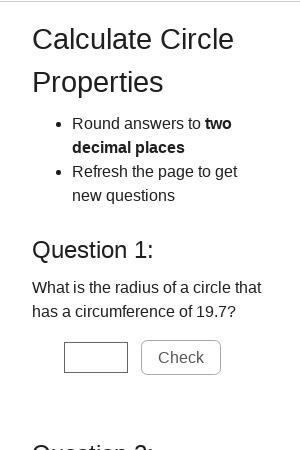 Calculate Circle
Properties
Round answers to two
decimal places
Refresh the page to get
new questions
Question 1:
What is the radius of a circle that
has a circumference of 19.7?
Check